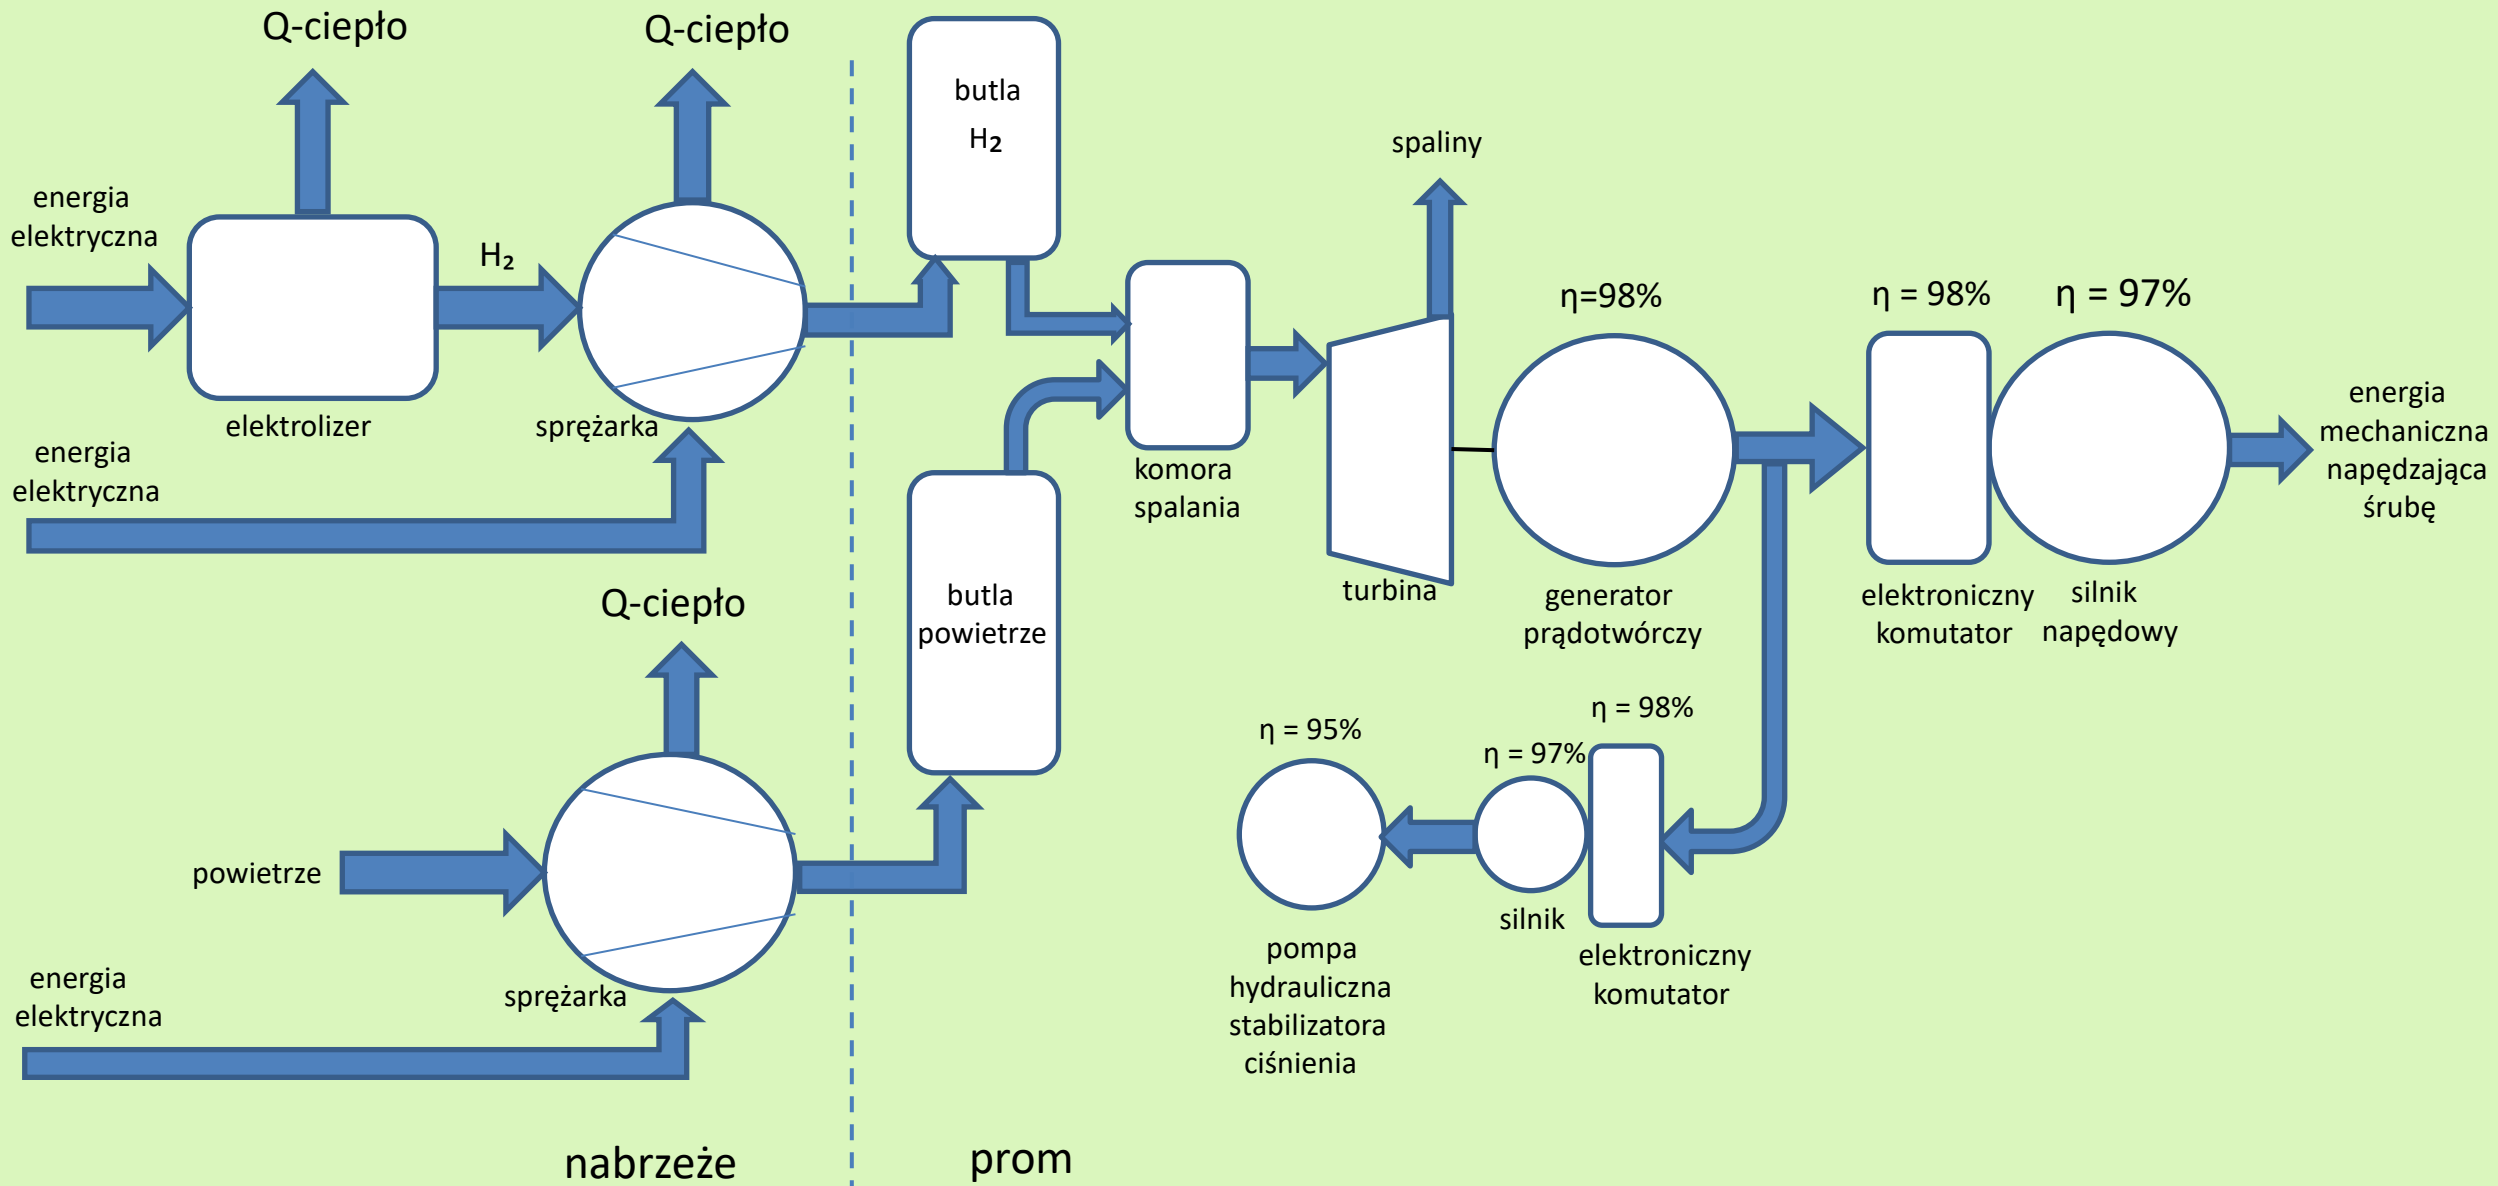 Q-ciepło
Q-ciepło
butla
H₂
spaliny
energia
elektryczna
H₂
η=98%
η = 98%
η = 97%
elektrolizer
sprężarka
energia
elektryczna
komora
spalania
energia
mechaniczna
napędzająca
śrubę
Q-ciepło
butla
powietrze
turbina
generator
prądotwórczy
elektroniczny
komutator
silnik
napędowy
η = 95%
η = 97%
η = 98%
powietrze
silnik
pompa
hydrauliczna
stabilizatora
ciśnienia
elektroniczny
komutator
energia
elektryczna
sprężarka
nabrzeże
prom